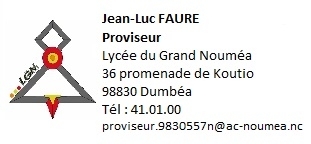 Jean-Luc FAURE
Proviseur
Lycée du Grand Nouméa
36 promenade de Koutio
98830 Dumbéa
Tél : 41.01.00
proviseur.9830557n@ac-noumea.nc
LGN